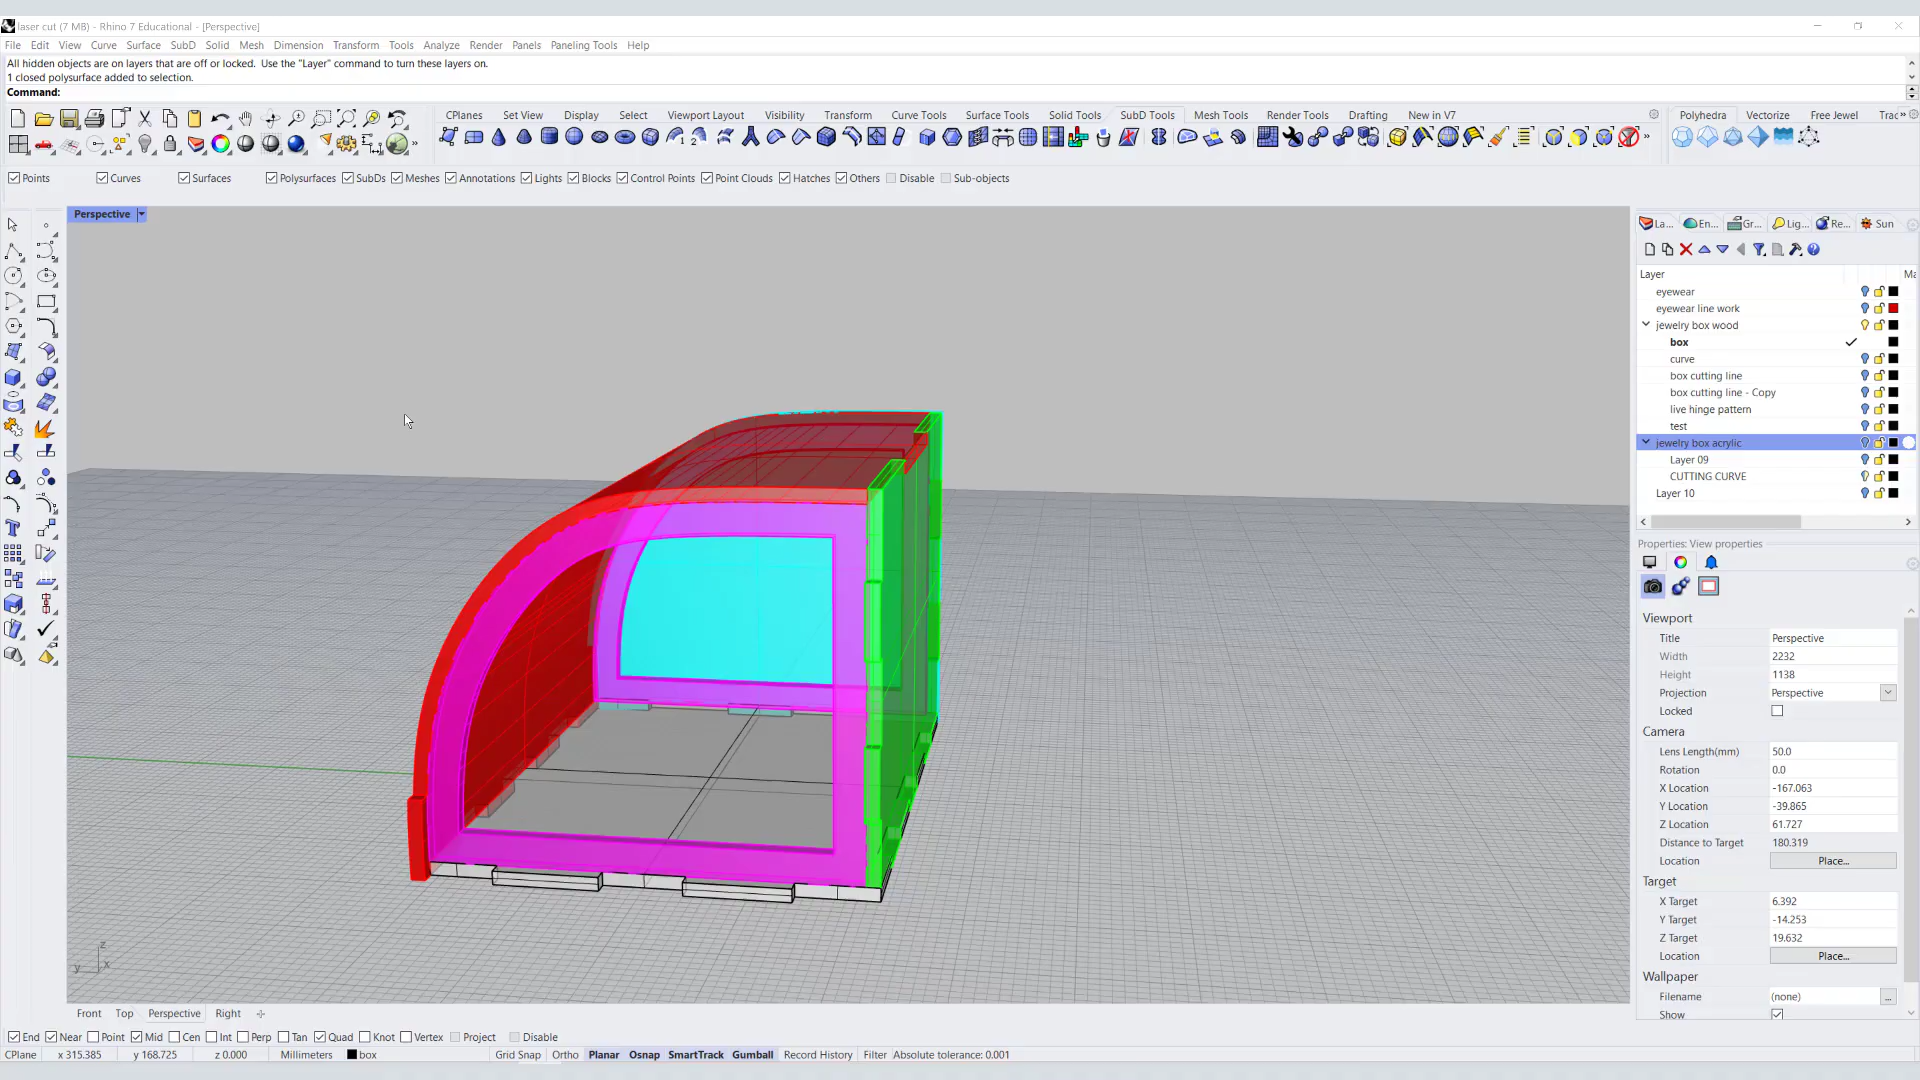 laser cut (7 MB) - Rhino 7 Educational - [Perspective]
File Edit View Curve Surface SubD Solid Mesh Dimension Transform Tools Analyze Render Panels Paneling Tools Help
All hidden objects are on layers that are off or locked.  Use the "Layer" command to turn these layers on.
1 closed polysurface added to selection.
Command:
CPlanes Set View Display Select Viewport Layout Visibility Transform Curve Tools Surface Tools Solid Tools SubD Tools Mesh Tools Render Tools Drafting New in V7 Polyhedra Vectorize Free Jewel Trac»
Points Curves Surfaces Polysurfaces SubDs Meshes Annotations Lights Blocks Control Points Point Clouds Hatches Others Disable Sub-objects
Perspective
La... En... Gr... Lig... Re... Sun
Layer Ma
eyewear
eyewear line work
jewelry box wood
box
curve
box cutting line
box cutting line - Copy
live hinge pattern
test
jewelry box acrylic
Layer 09
CUTTING CURVE
Layer 10
Properties: View properties
Viewport
Title Perspective
Width 2232
Height 1138
Projection Perspective
Locked
Camera
Lens Length(mm) 50.0
Rotation 0.0
X Location -167.063
Y Location -39.865
Z Location 61.727
Distance to Target 180.319
Location Place...
Target
X Target 6.392
Y Target -14.253
Z Target 19.632
Location Place...
Wallpaper
Filename (none) ...
Show
z
y x
Front Top Perspective Right
End Near Point Mid Cen Int Perp Tan Quad Knot Vertex Project Disable
CPlane x 315.385 y 168.725 z 0.000 Millimeters box Grid Snap Ortho Planar Osnap SmartTrack Gumball Record History Filter Absolute tolerance: 0.001